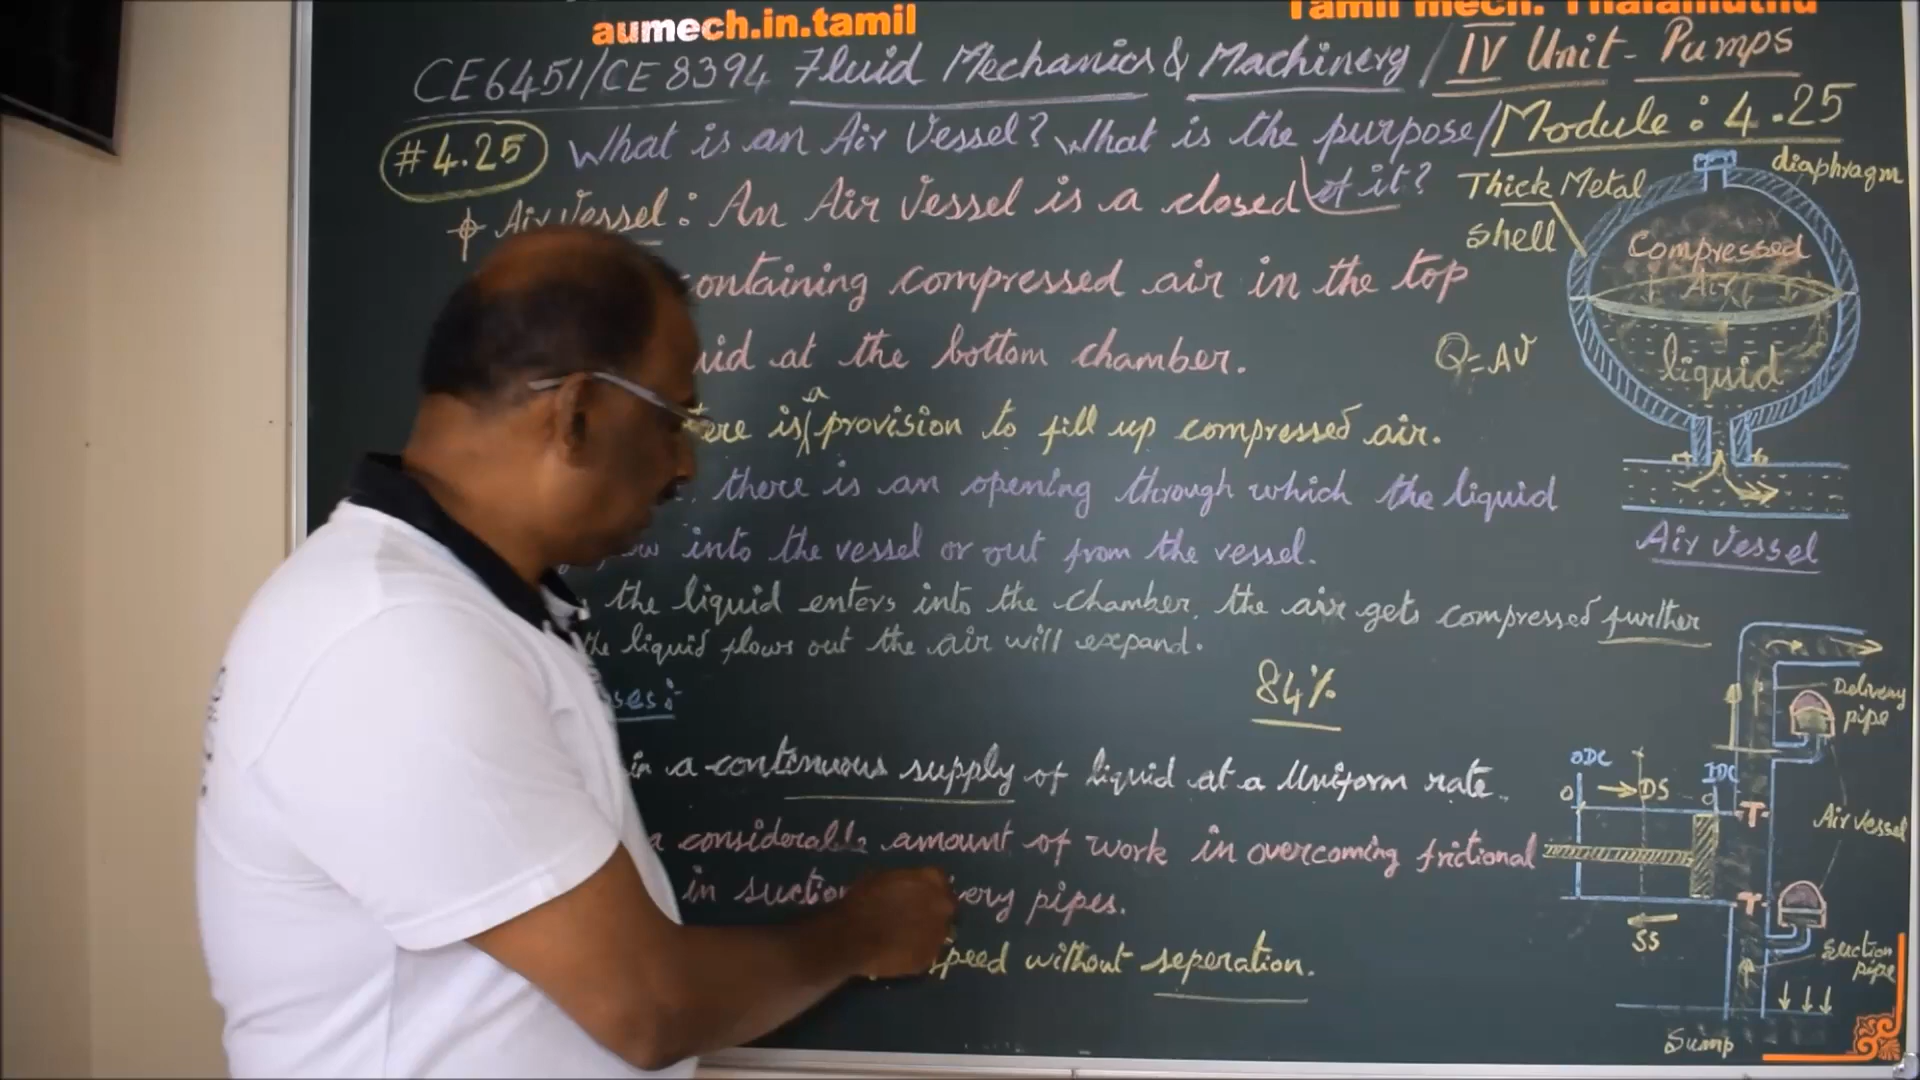 aumech.in.tamil
Tamil mech. Thalamuthu
CE6451/CE8394 Fluid Mechanics & Machinery / IV Unit - Pumps
#4.25 What is an Air Vessel? What is the purpose / Module : 4.25
of it?
Air Vessel : An Air Vessel is a closed
containing compressed air in the top
at the bottom chamber.
is a provision to fill up compressed air.
there is an opening through which the liquid
into the vessel or out from the vessel.
the liquid enters into the chamber, the air gets compressed further
the liquid flows out the air will expand.
84%
in a continuous supply of liquid at a Uniform rate.
a considerable amount of work in overcoming frictional
in suction pipes.
speed without seperation.
Q=AV
Thick Metal
Shell
diaphragm
Compressed
Air
liquid
Air Vessel
Delivery
pipe
ODC
IDC
O
DS
O
Air vessel
SS
Suction
pipe
Sump